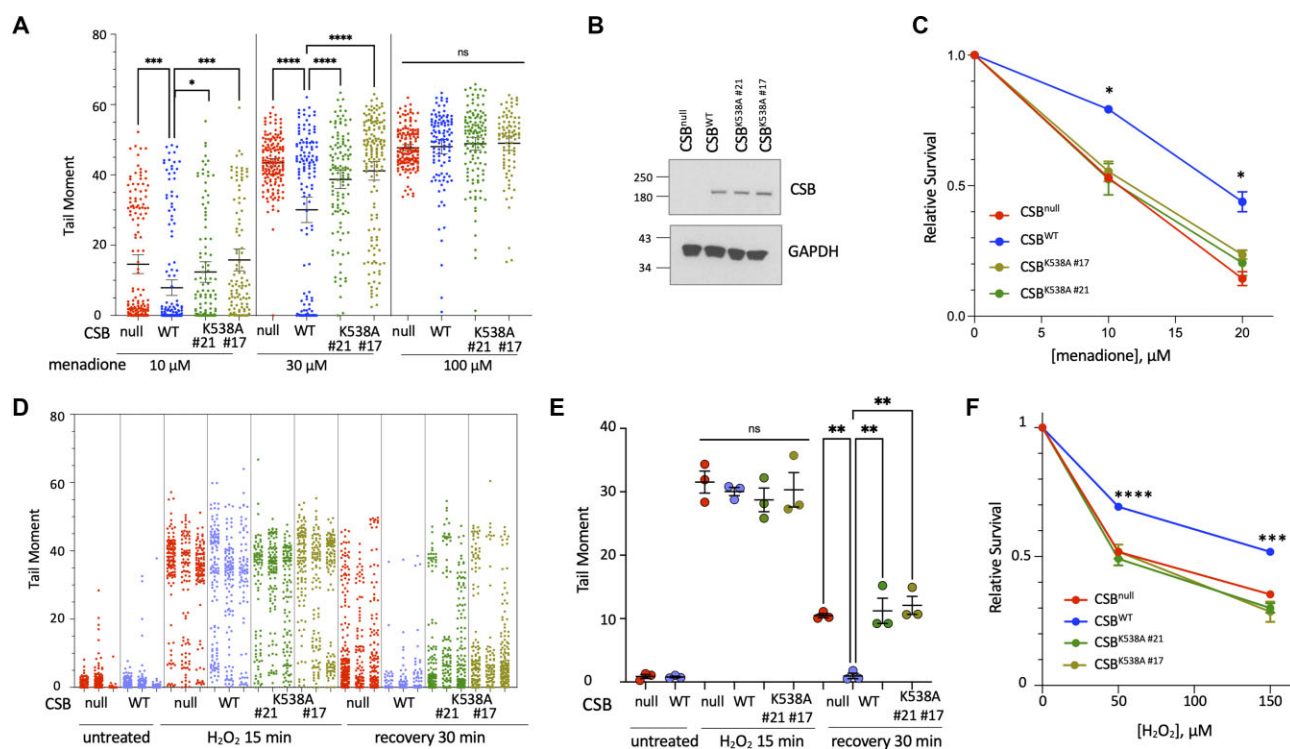 A
Tail Moment
80
60
40
20
0
*** *** *
**** **** ****
ns
CSB null WT K538A #21 #17 null WT K538A #21 #17 null WT K538A #21 #17
menadione 10 μM 30 μM 100 μM
B
CSBnull CSBWT CSBK538A #21 CSBK538A #17
250
180
CSB
43
34
GAPDH
C
Relative Survival
1.0
0.5
0.0
*
*
CSBnull
CSBWT
CSBK538A #17
CSBK538A #21
0 5 10 15 20
[menadione], μM
D
Tail Moment
80
60
40
20
0
CSB null WT null WT K538A #21 #17 null WT K538A #21 #17
untreated H2O2 15 min recovery 30 min
E
Tail Moment
40
30
20
10
0
ns
** ** **
CSB null WT null WT K538A #21 #17 null WT K538A #21 #17
untreated H2O2 15 min recovery 30 min
F
Relative Survival
1
0.5
0
****
***
CSBnull
CSBWT
CSBK538A #21
CSBK538A #17
0 50 100 150
[H2O2], μM